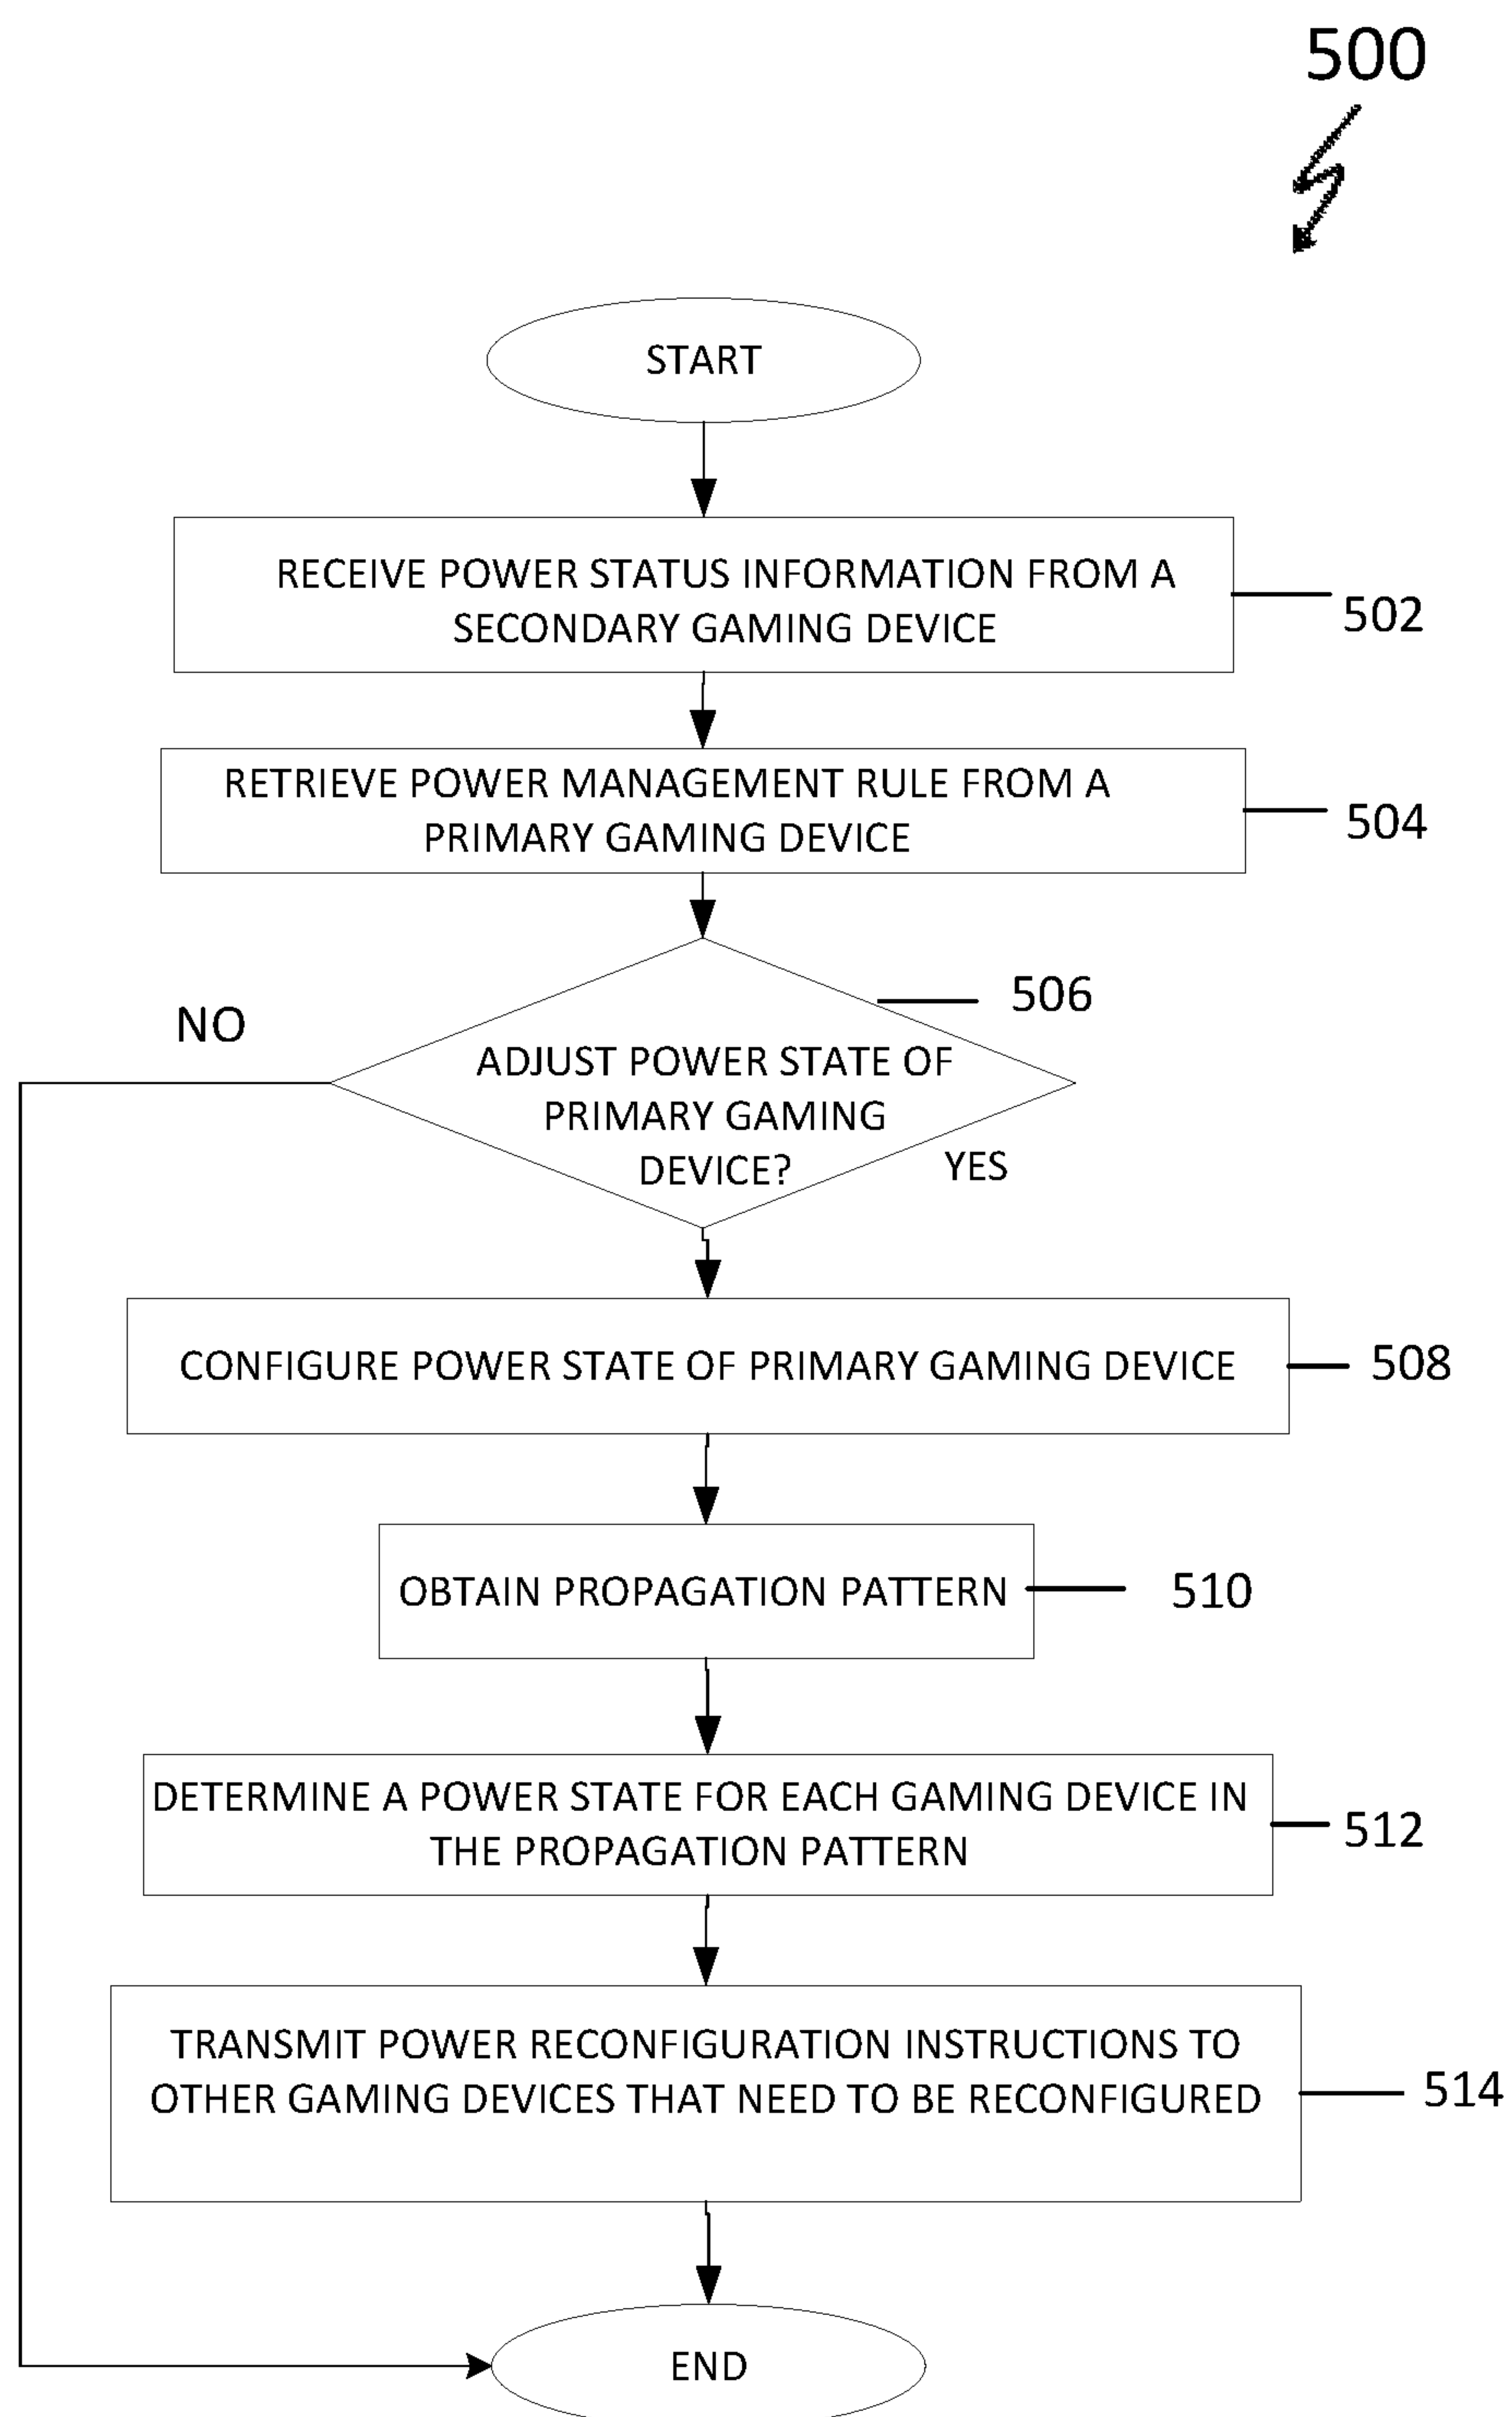 500
START
RECEIVE POWER STATUS INFORMATION FROM A
SECONDARY GAMING DEVICE
502
RETRIEVE POWER MANAGEMENT RULE FROM A
PRIMARY GAMING DEVICE
504
506
NO
ADJUST POWER STATE OF
PRIMARY GAMING
DEVICE?
YES
CONFIGURE POWER STATE OF PRIMARY GAMING DEVICE
508
OBTAIN PROPAGATION PATTERN
510
DETERMINE A POWER STATE FOR EACH GAMING DEVICE IN
THE PROPAGATION PATTERN
512
TRANSMIT POWER RECONFIGURATION INSTRUCTIONS TO
OTHER GAMING DEVICES THAT NEED TO BE RECONFIGURED
514
END